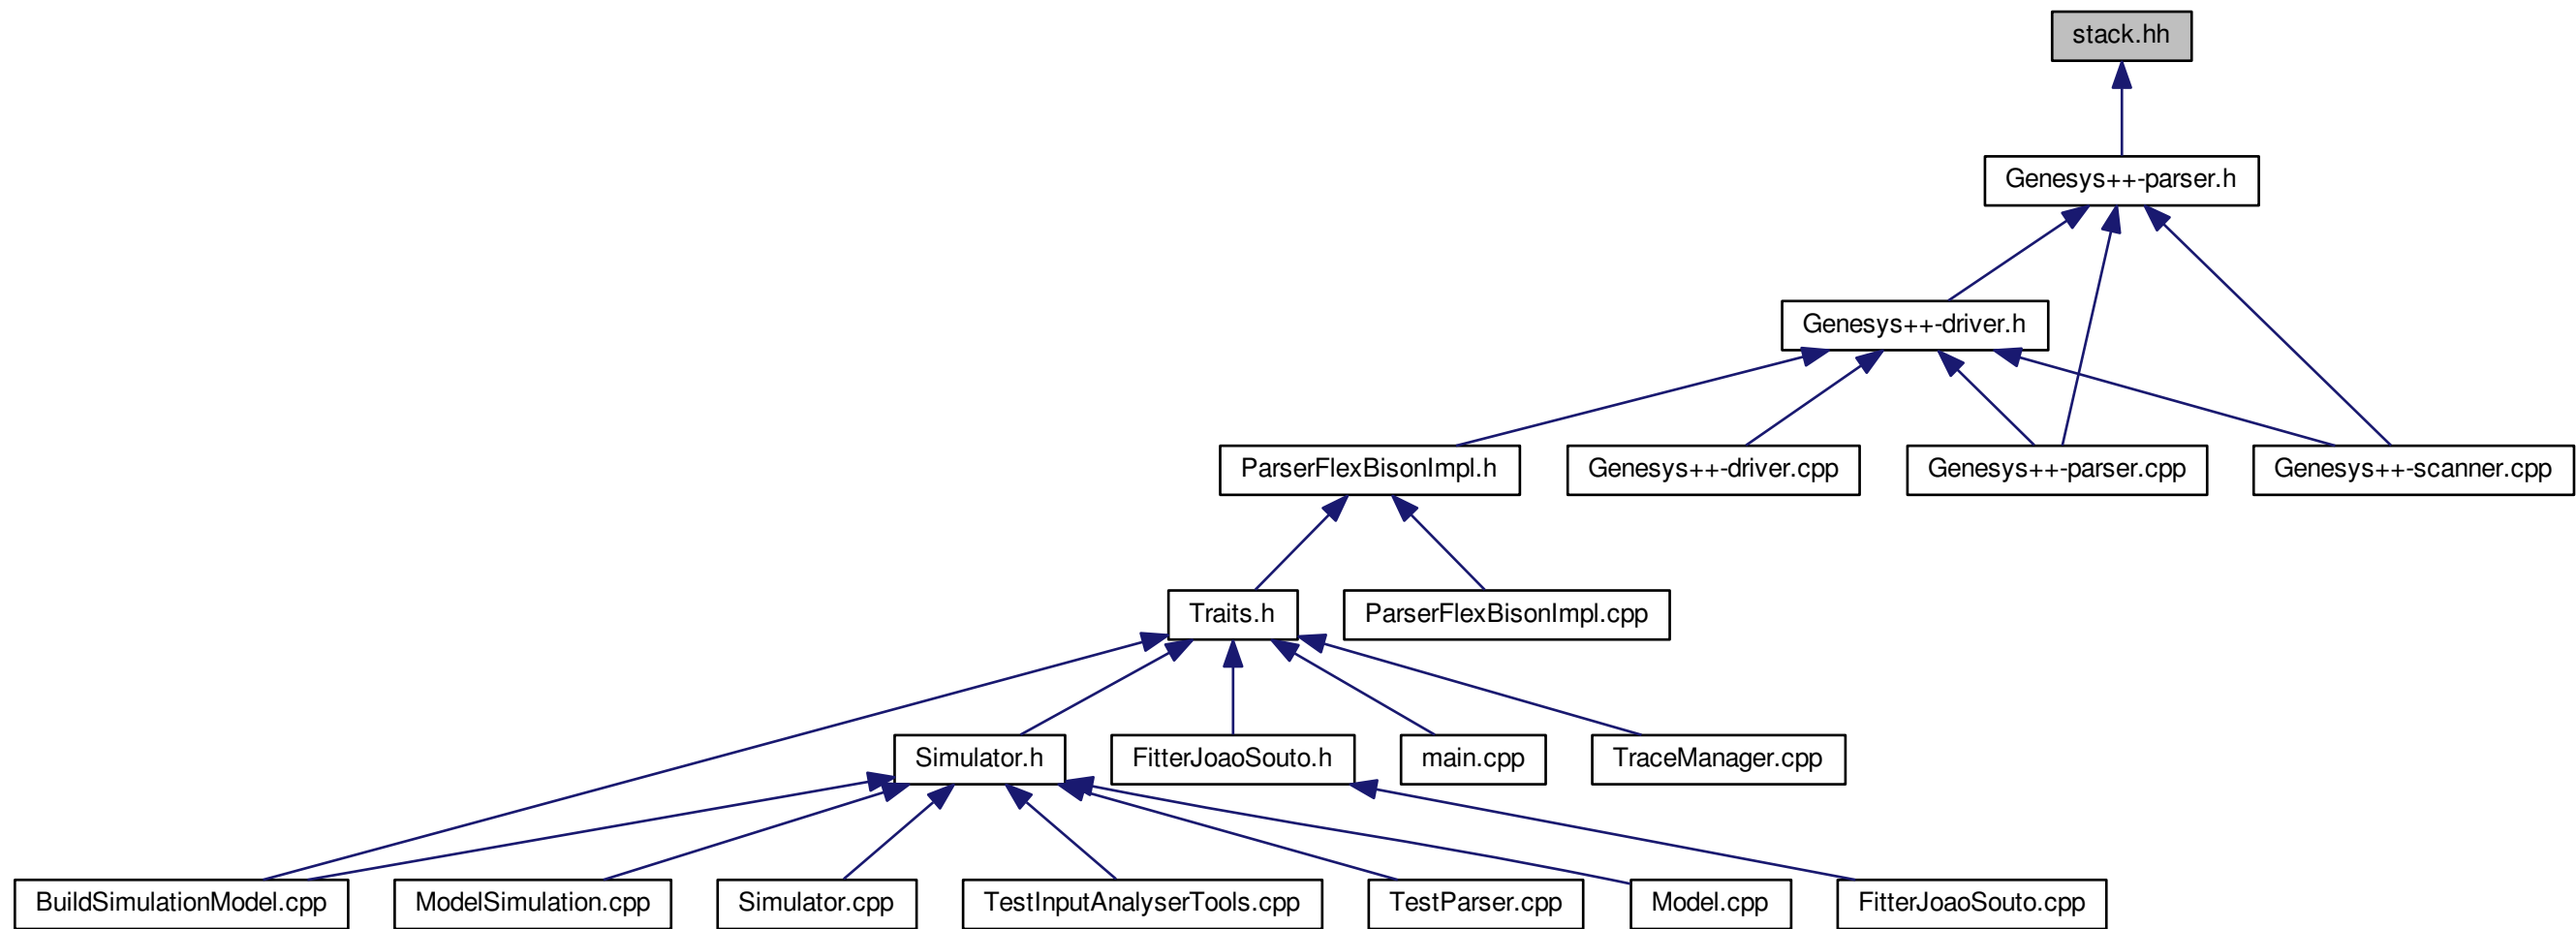 stack.hh
Genesys++-parser.h
Genesys++-driver.h
ParserFlexBisonImpl.h
Genesys++-driver.cpp
Genesys++-parser.cpp
Genesys++-scanner.cpp
Traits.h
ParserFlexBisonImpl.cpp
Simulator.h
FitterJoaoSouto.h
main.cpp
TraceManager.cpp
BuildSimulationModel.cpp
ModelSimulation.cpp
Simulator.cpp
TestInputAnalyserTools.cpp
TestParser.cpp
Model.cpp
FitterJoaoSouto.cpp